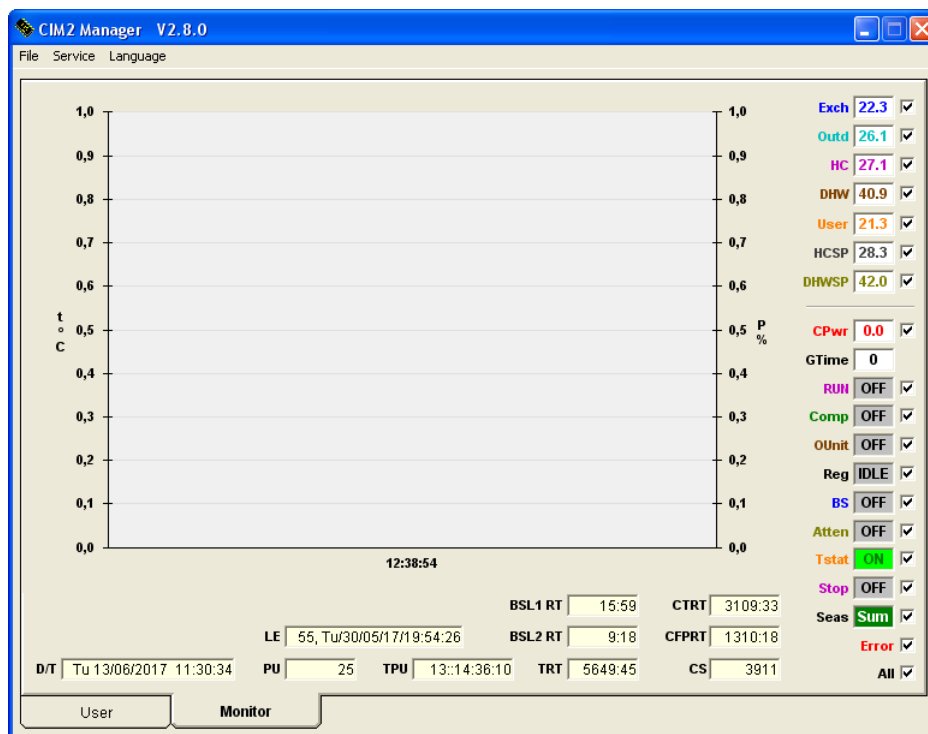 CIM2 Manager V2.8.0
File Service Language
1,0
0,9
0,8
0,7
0,6
0,5
0,4
0,3
0,2
0,1
0,0
t
° 
C
1,0
0,9
0,8
0,7
0,6
0,5
0,4
0,3
0,2
0,1
0,0
P
%
12:38:54
Exch 22.3
Outd 26.1
HC 27.1
DHW 40.9
User 21.3
HCSP 28.3
DHWSP 42.0
CPwr 0.0
GTime 0
RUN OFF
Comp OFF
OUnit OFF
Reg IDLE
BS OFF
Atten OFF
Tstat ON
Stop OFF
Seas Sum
Error
All
BSL1 RT 15:59 CTRT 3109:33
LE 55, Tu/30/05/17/19:54:26 BSL2 RT 9:18 CFPRT 1310:18
D/T Tu 13/06/2017 11:30:34 PU 25 TPU 13::14:36:10 TRT 5649:45 CS 3911
User Monitor